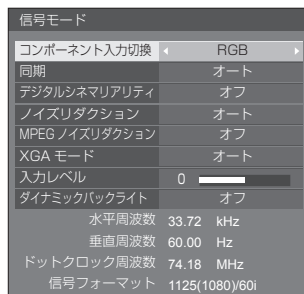 信号モード
コンポーネント入力切換 RGB
同期 オート
デジタルシネマリアリティ オフ
ノイズリダクション オート
MPEG ノイズリダクション オフ
XGA モード オート
入力レベル 0
ダイナミックバックライト オフ
水平周波数 33.72 kHz
垂直周波数 60.00 Hz
ドットクロック周波数 74.18 MHz
信号フォーマット 1125(1080)/60i